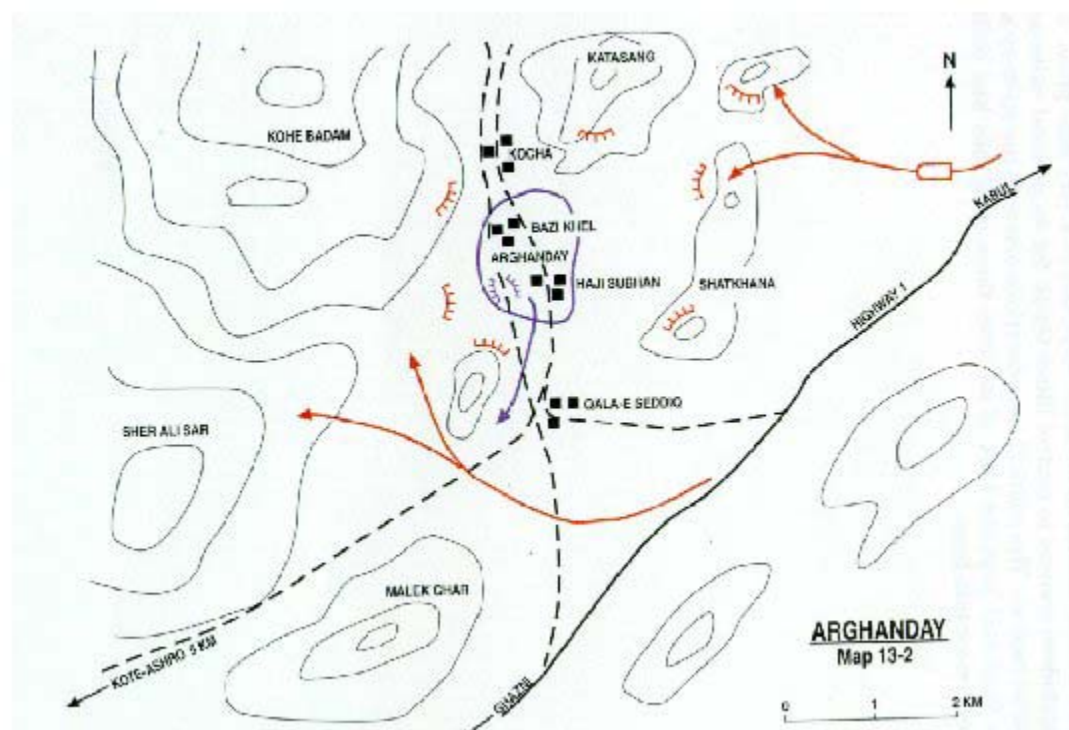 KATASANG
N
KOHE BADAM
KOGHA
KABUL
BAZI KHEL
ARGHANDAY
HAJI SUBHAN
SHATKHANA
HIGHWAY 1
QALA-E SEDDIQ
SHER ALI SAR
MALEK GHAR
ARGHANDAY
Map 13-2
KOTE-ASHRO 5 KM
GHAZNI
0 1 2 KM